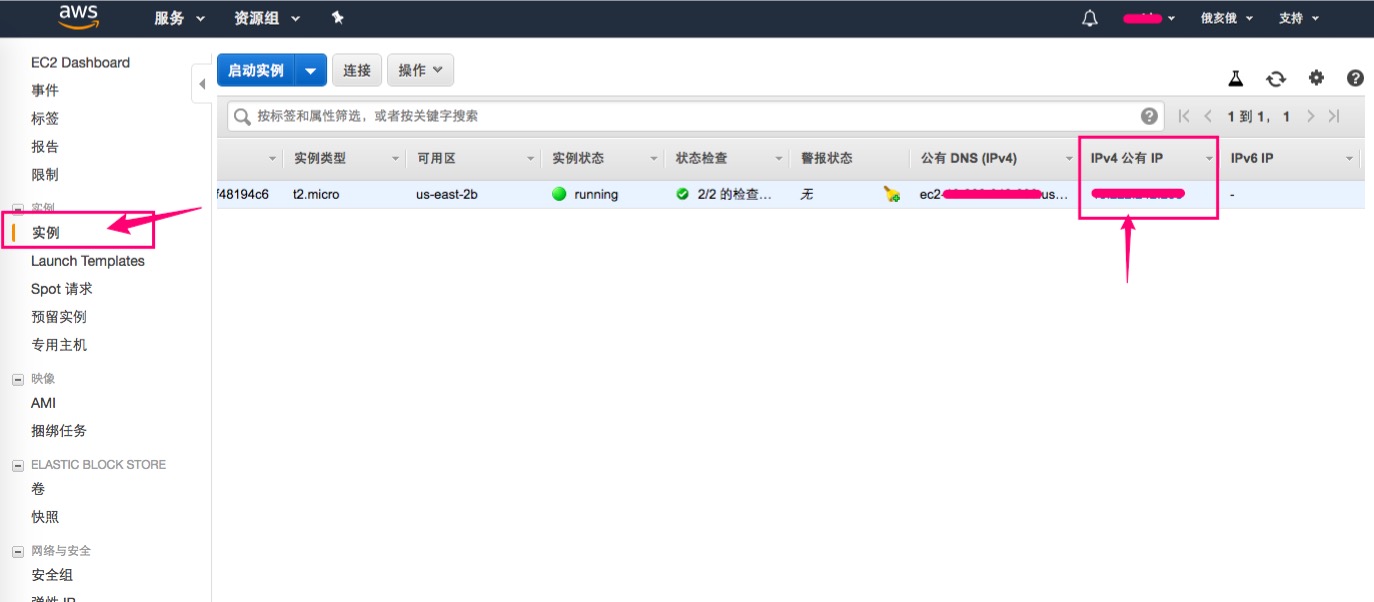 aws 服务 资源组 俄亥俄 支持
EC2 Dashboard
事件
标签
报告
限制
实例
实例
Launch Templates
Spot 请求
预留实例
专用主机
映像
AMI
捆绑任务
ELASTIC BLOCK STORE
卷
快照
网络与安全
安全组
弹性 IP
启动实例 连接 操作
按标签和属性筛选，或者按关键字搜索 1 到 1， 1
实例类型 可用区 实例状态 状态检查 警报状态 公有 DNS (IPv4) IPv4 公有 IP IPv6 IP
f48194c6 t2.micro us-east-2b running 2/2 的检查... 无 ec2- us... -